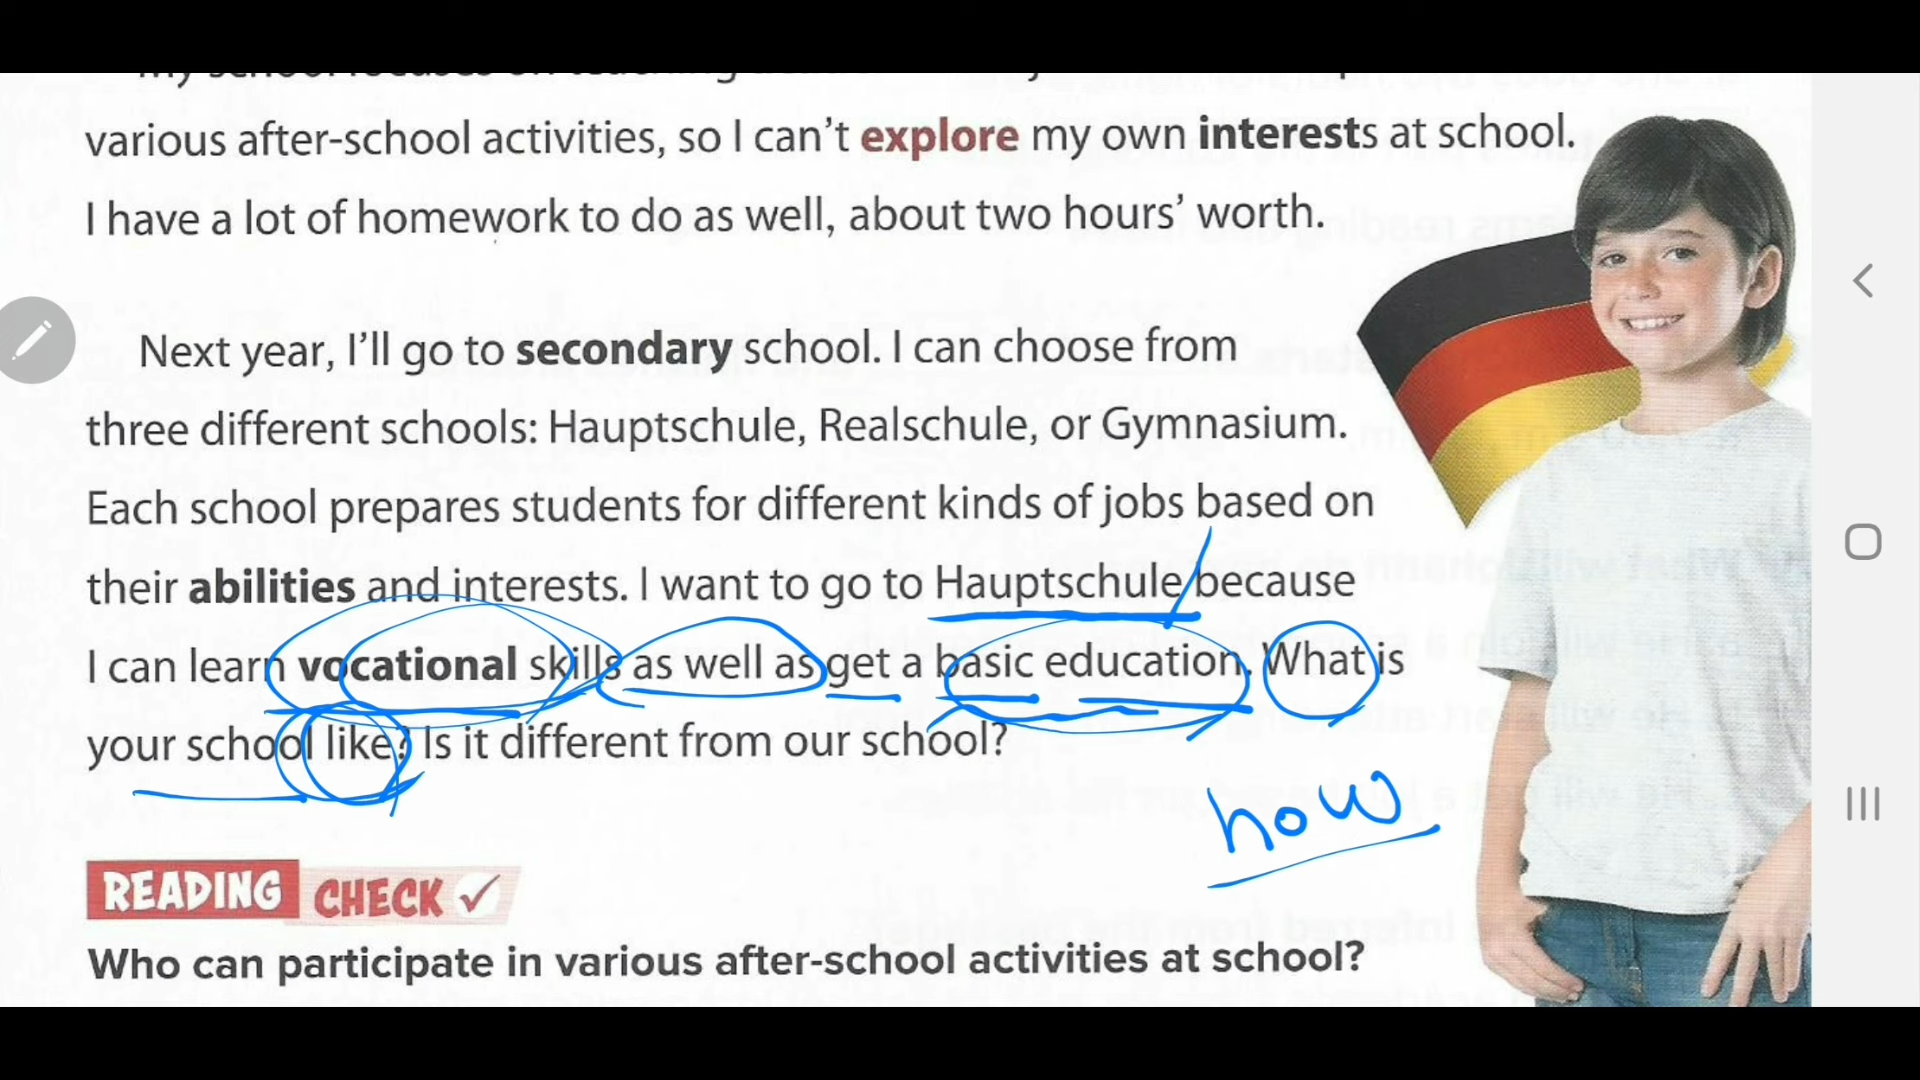 My school focuses on teaching
various after-school activities, so I can't explore my own interests at school.
I have a lot of homework to do as well, about two hours' worth.
Next year, I'll go to secondary school. I can choose from
three different schools: Hauptschule, Realschule, or Gymnasium.
Each school prepares students for different kinds of jobs based on
their abilities and interests. I want to go to Hauptschule because
I can learn vocational skills as well as get a basic education. What is
your school like? Is it different from our school?
how
READING CHECK
Who can participate in various after-school activities at school?